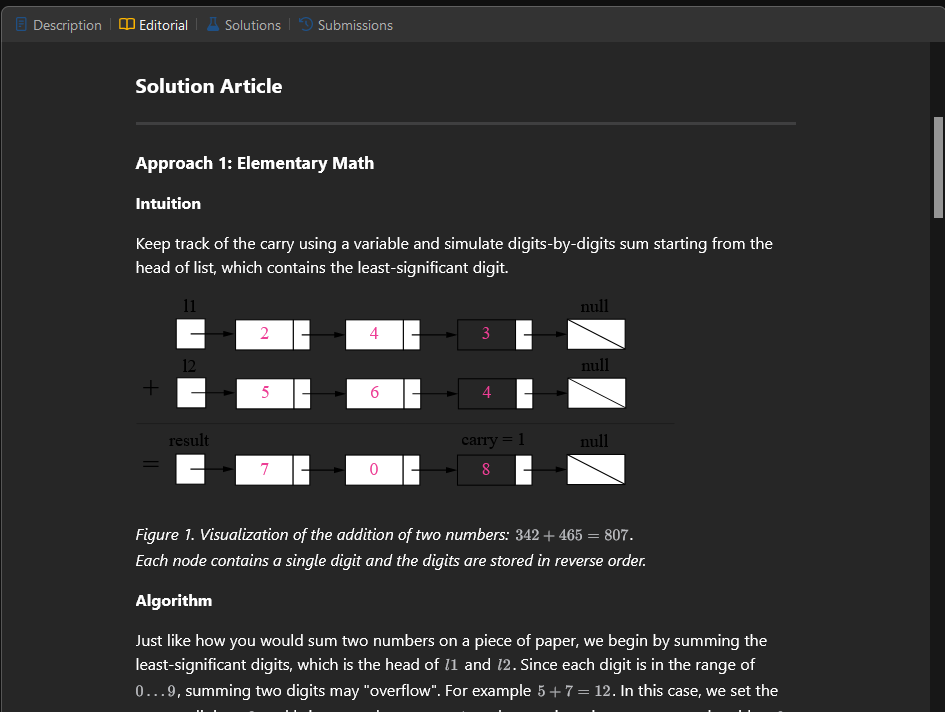 Description Editorial Solutions Submissions
Solution Article
Approach 1: Elementary Math
Intuition
Keep track of the carry using a variable and simulate digits-by-digits sum starting from the
head of list, which contains the least-significant digit.
l1 null
2 4 3
l2 null
+ 5 6 4
result carry = 1 null
= 7 0 8
Figure 1. Visualization of the addition of two numbers: 342 + 465 = 807.
Each node contains a single digit and the digits are stored in reverse order.
Algorithm
Just like how you would sum two numbers on a piece of paper, we begin by summing the
least-significant digits, which is the head of l1 and l2. Since each digit is in the range of
0...9, summing two digits may "overflow". For example 5 + 7 = 12. In this case, we set the